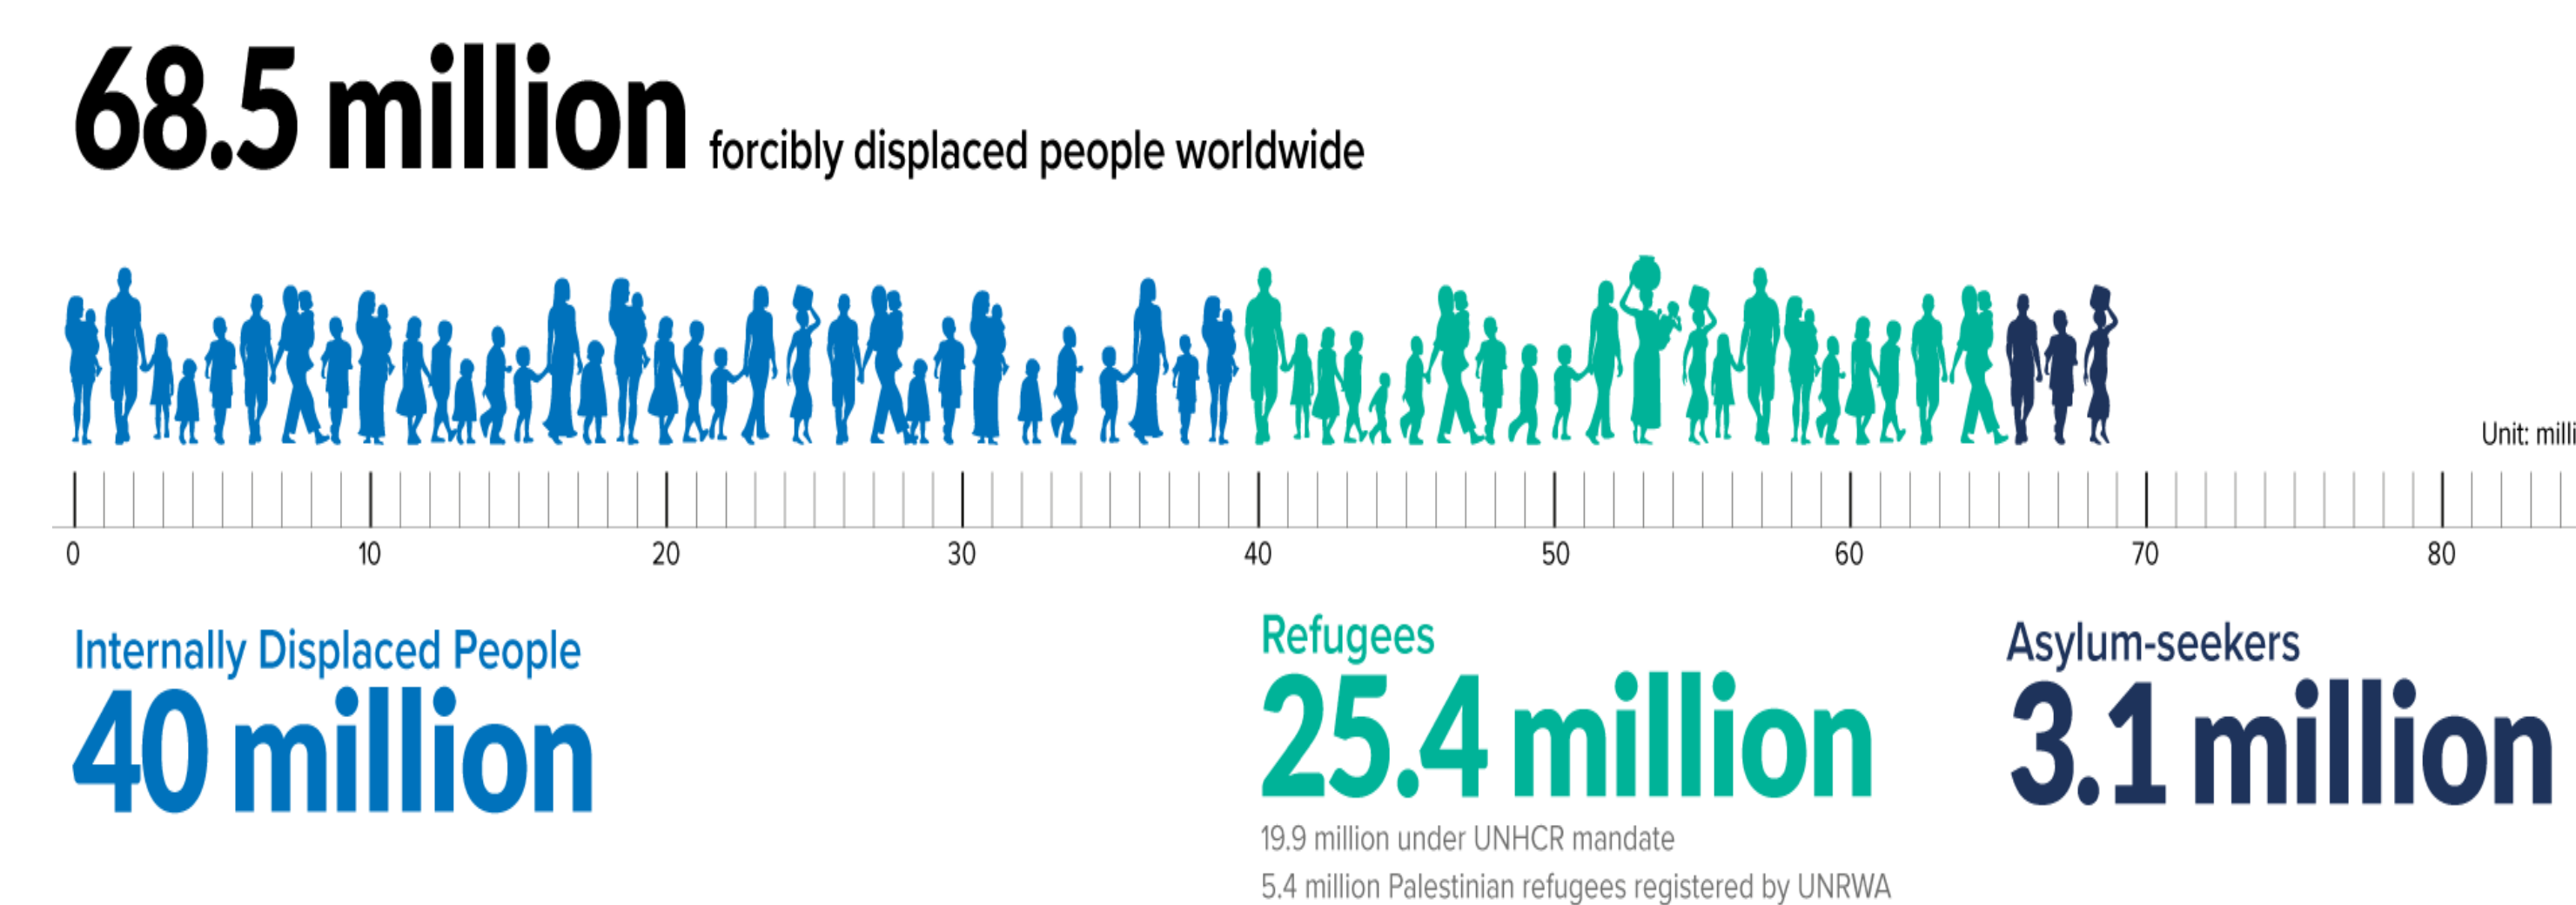 68.5 million forcibly displaced people worldwide
Unit: milli
0 10 20 30 40 50 60 70 80
Internally Displaced People
40 million
Refugees
25.4 million
19.9 million under UNHCR mandate
5.4 million Palestinian refugees registered by UNRWA
Asylum-seekers
3.1 million